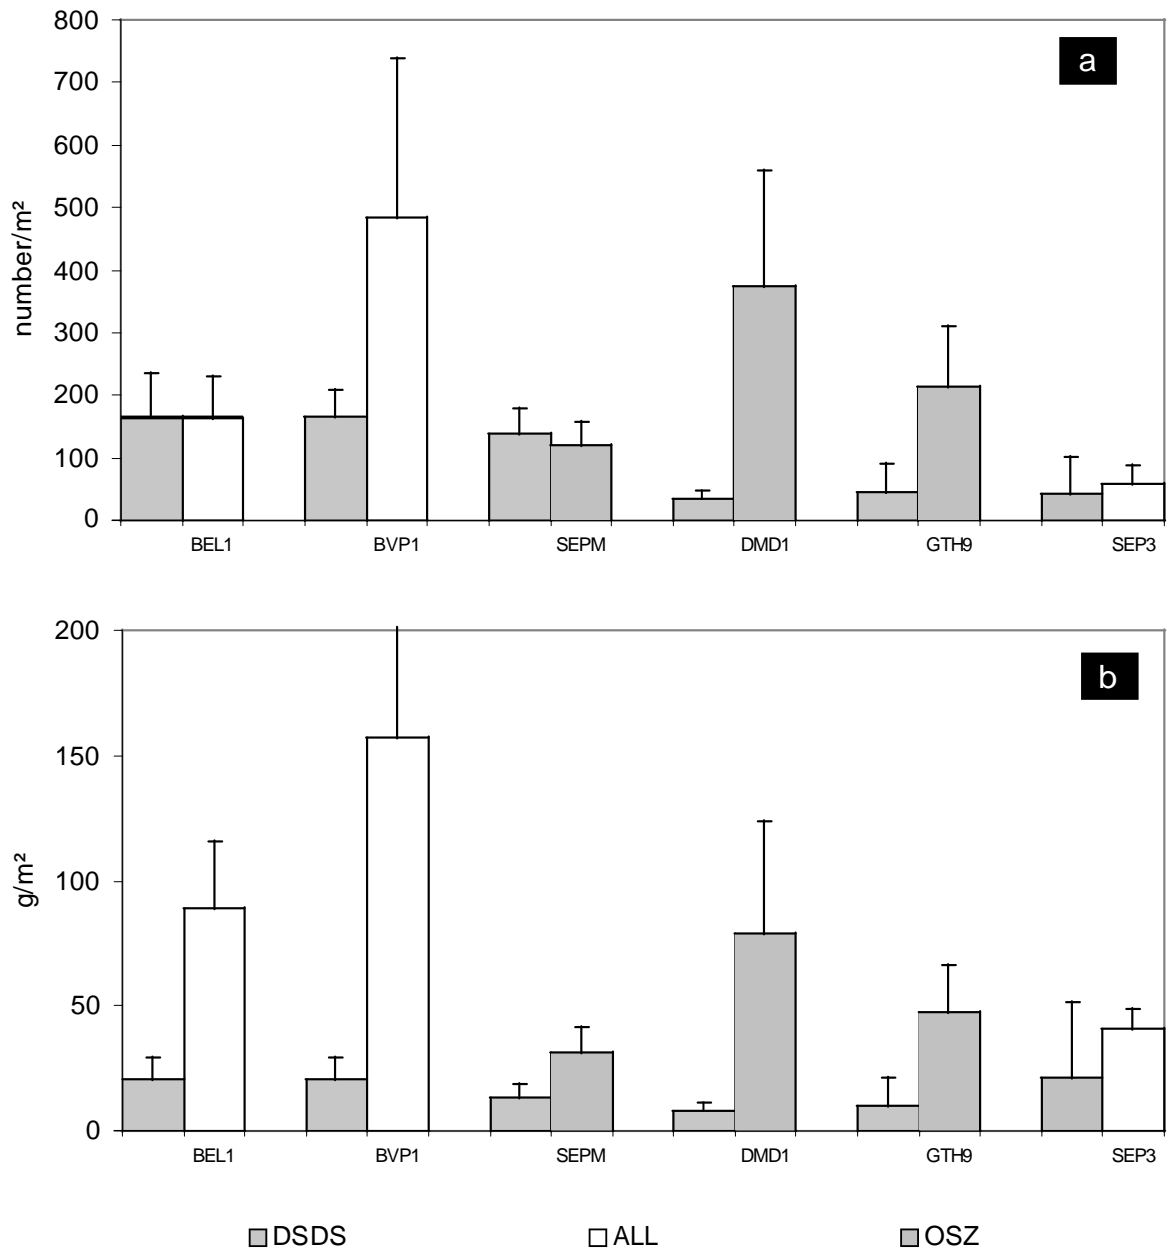 a
800
700
600
500
400
300
200
100
0
number/m²
BEL1 BVP1 SEPM DMD1 GTH9 SEP3
b
200
150
100
50
0
g/m²
BEL1 BVP1 SEPM DMD1 GTH9 SEP3
DSDS ALL OSZ